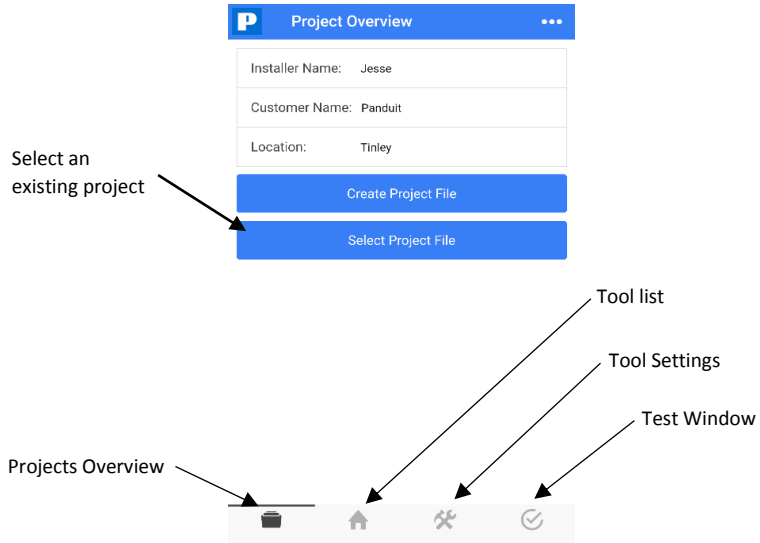 P
Project Overview
Installer Name: Jesse
Customer Name: Panduit
Location: Tinley
Select an
existing project
Create Project File
Select Project File
Tool list
Tool Settings
Test Window
Projects Overview